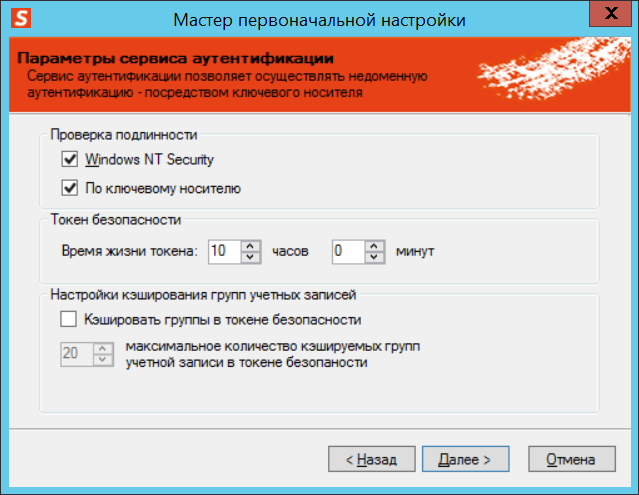 S
Мастер первоначальной настройки
X
Параметры сервиса аутентификации
Сервис аутентификации позволяет осуществлять недоменную
аутентификацию - посредством ключевого носителя
Проверка подлинности
Windows NT Security
По ключевому носителю
Токен безопасности
Время жизни токена: 10 часов 0 минут
Настройки кэширования групп учетных записей
Кэшировать группы в токене безопасности
20 максимальное количество кэшируемых групп
учетной записи в токене безопаности
< Назад Далее > Отмена